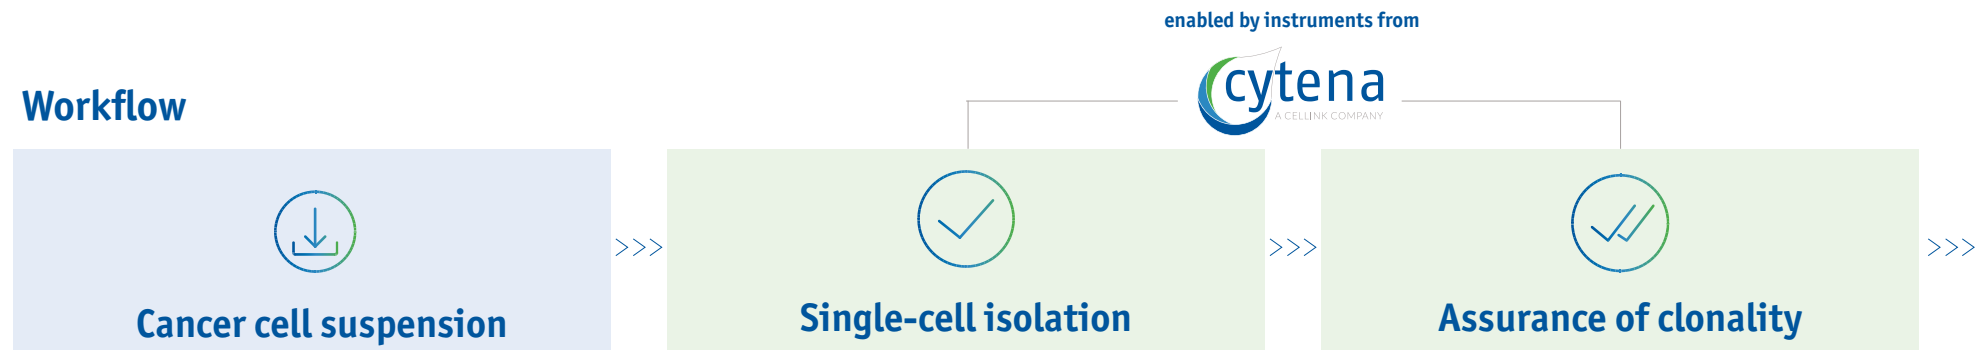 enabled by instruments from
cytena
A CELLINK COMPANY
Workflow
>>>
>>>
>>>
Cancer cell suspension
Single-cell isolation
Assurance of clonality